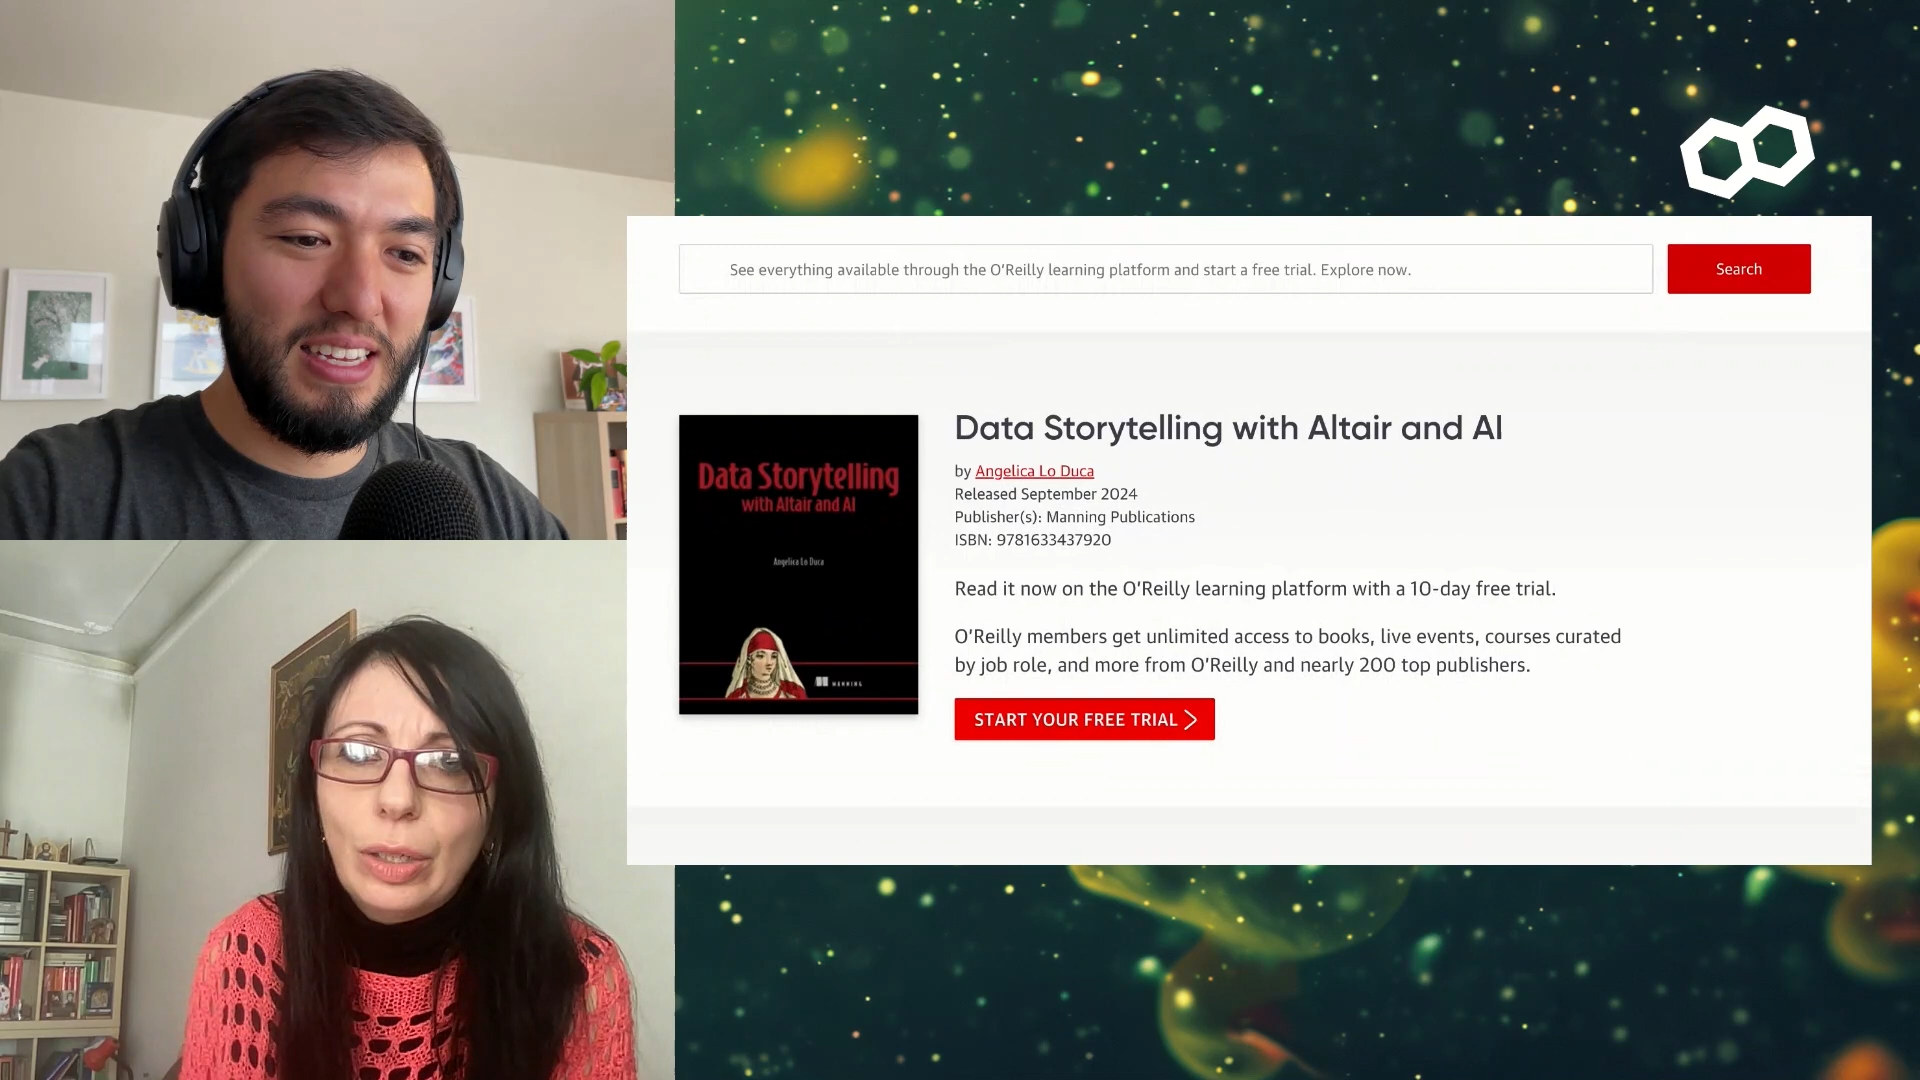 See everything available through the O'Reilly learning platform and start a free trial. Explore now.
Search
Data Storytelling
with Altair and AI
Angelica Lo Duca
MANNING
Data Storytelling with Altair and AI
by Angelica Lo Duca
Released September 2024
Publisher(s): Manning Publications
ISBN: 9781633437920
Read it now on the O'Reilly learning platform with a 10-day free trial.
O'Reilly members get unlimited access to books, live events, courses curated
by job role, and more from O'Reilly and nearly 200 top publishers.
START YOUR FREE TRIAL